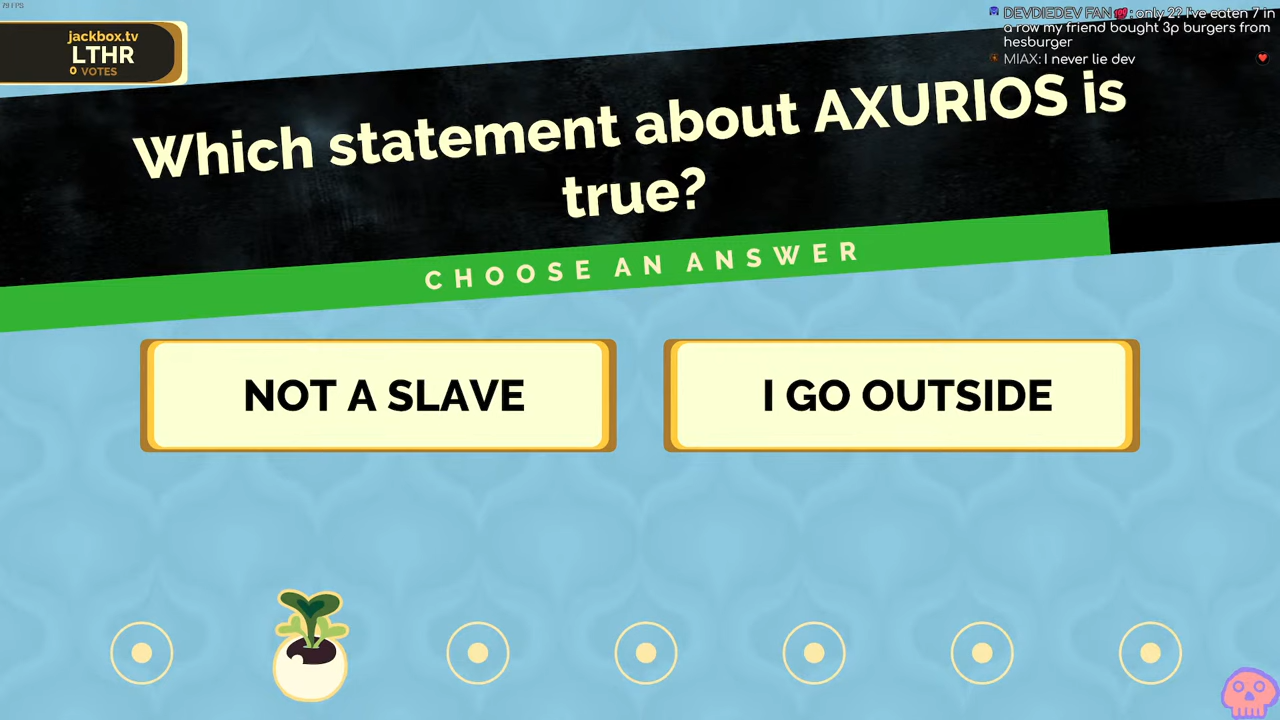 79 FPS
jackbox.tv
LTHR
0 VOTES
DEVDIEDEV FAN💯: only 2? I've eaten 7 in
a row my friend bought 3p burgers from
hesburger
MIAX: I never lie dev
Which statement about AXURIOS is
true?
CHOOSE AN ANSWER
NOT A SLAVE
I GO OUTSIDE